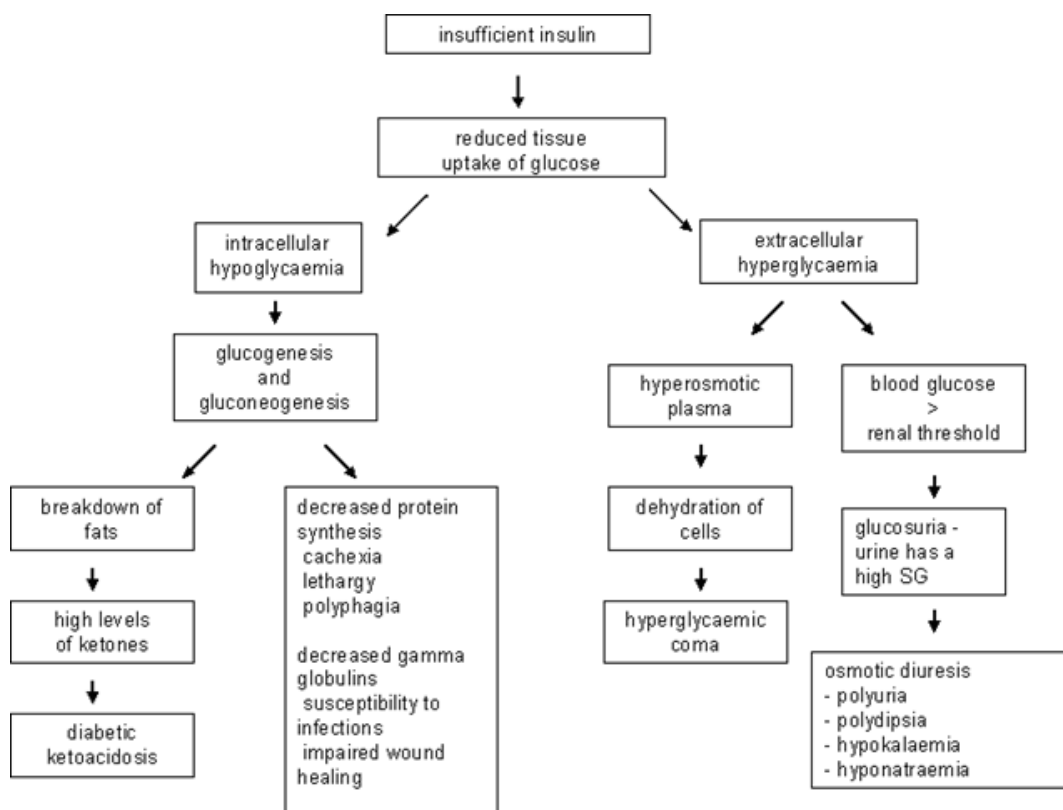 insufficient insulin
reduced tissue
uptake of glucose
intracellular
hypoglycaemia
extracellular
hyperglycaemia
glucogenesis
and
gluconeogenesis
hyperosmotic
plasma
blood glucose
>
renal threshold
breakdown of
fats
decreased protein
synthesis
cachexia
lethargy
polyphagia
decreased gamma
globulins
susceptibility to
infections
impaired wound
healing
dehydration of
cells
glucosuria -
urine has a
high SG
high levels
of ketones
hyperglycaemic
coma
diabetic
ketoacidosis
osmotic diuresis
- polyuria
- polydipsia
- hypokalaemia
- hyponatraemia